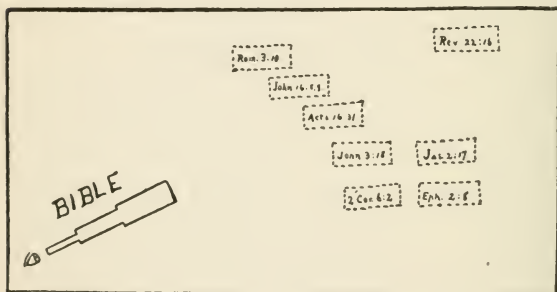 Rev. 22:16
Rom. 3:10.
John 16:8,9.
Acts 16:31
John 3:18
Jas. 2:17
2 Cor. 6:2
Eph. 2:8
BIBLE